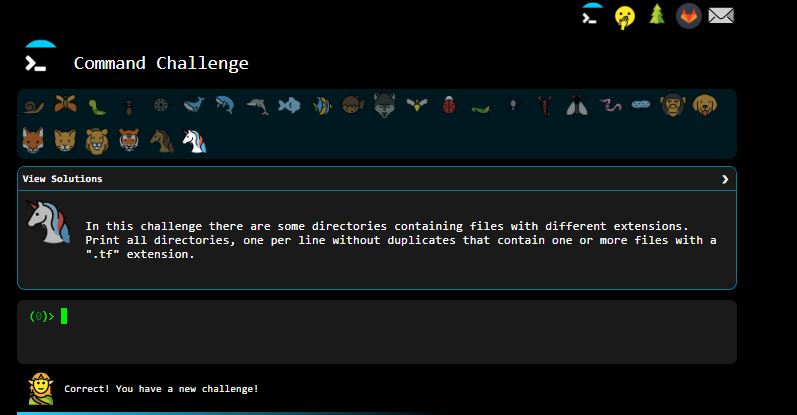 Command Challenge
View Solutions
In this challenge there are some directories containing files with different extensions.
Print all directories, one per line without duplicates that contain one or more files with a
".tf" extension.
(0)>
Correct! You have a new challenge!